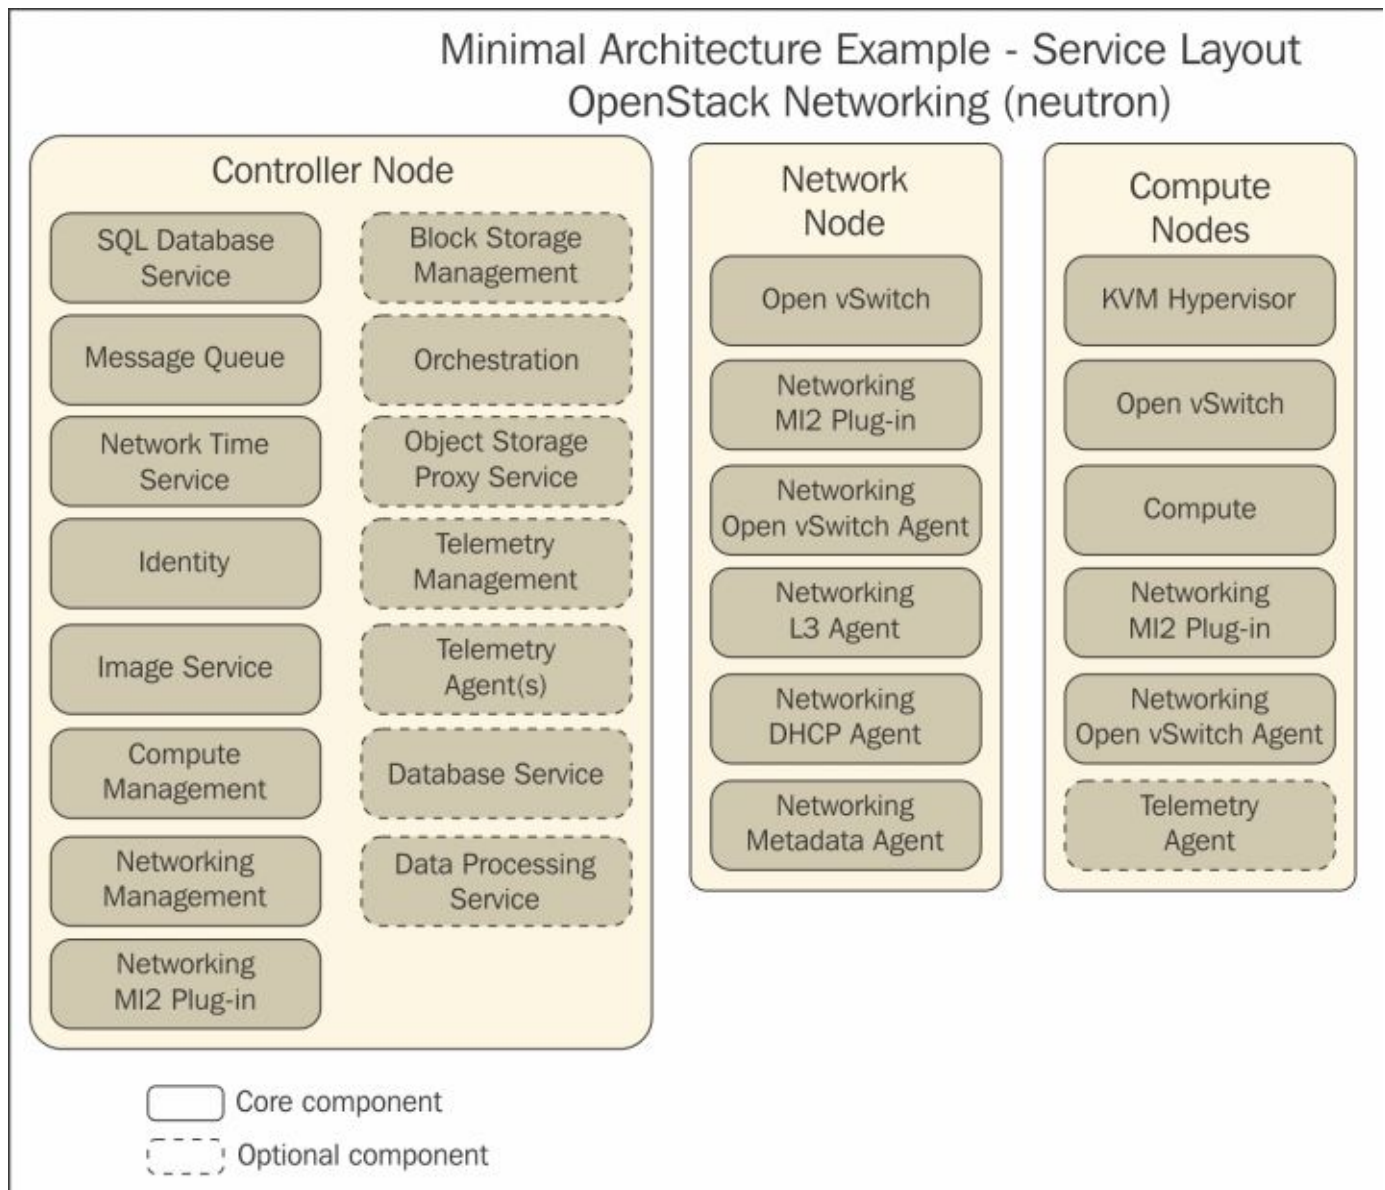 Minimal Architecture Example - Service Layout
OpenStack Networking (neutron)
Controller Node
SQL Database
Service
Message Queue
Network Time
Service
Identity
Image Service
Compute
Management
Networking
Management
Networking
MI2 Plug-in
Block Storage
Management
Orchestration
Object Storage
Proxy Service
Telemetry
Management
Telemetry
Agent(s)
Database Service
Data Processing
Service
Network
Node
Open vSwitch
Networking
MI2 Plug-in
Networking
Open vSwitch Agent
Networking
L3 Agent
Networking
DHCP Agent
Networking
Metadata Agent
Compute
Nodes
KVM Hypervisor
Open vSwitch
Compute
Networking
MI2 Plug-in
Networking
Open vSwitch Agent
Telemetry
Agent
Core component
Optional component